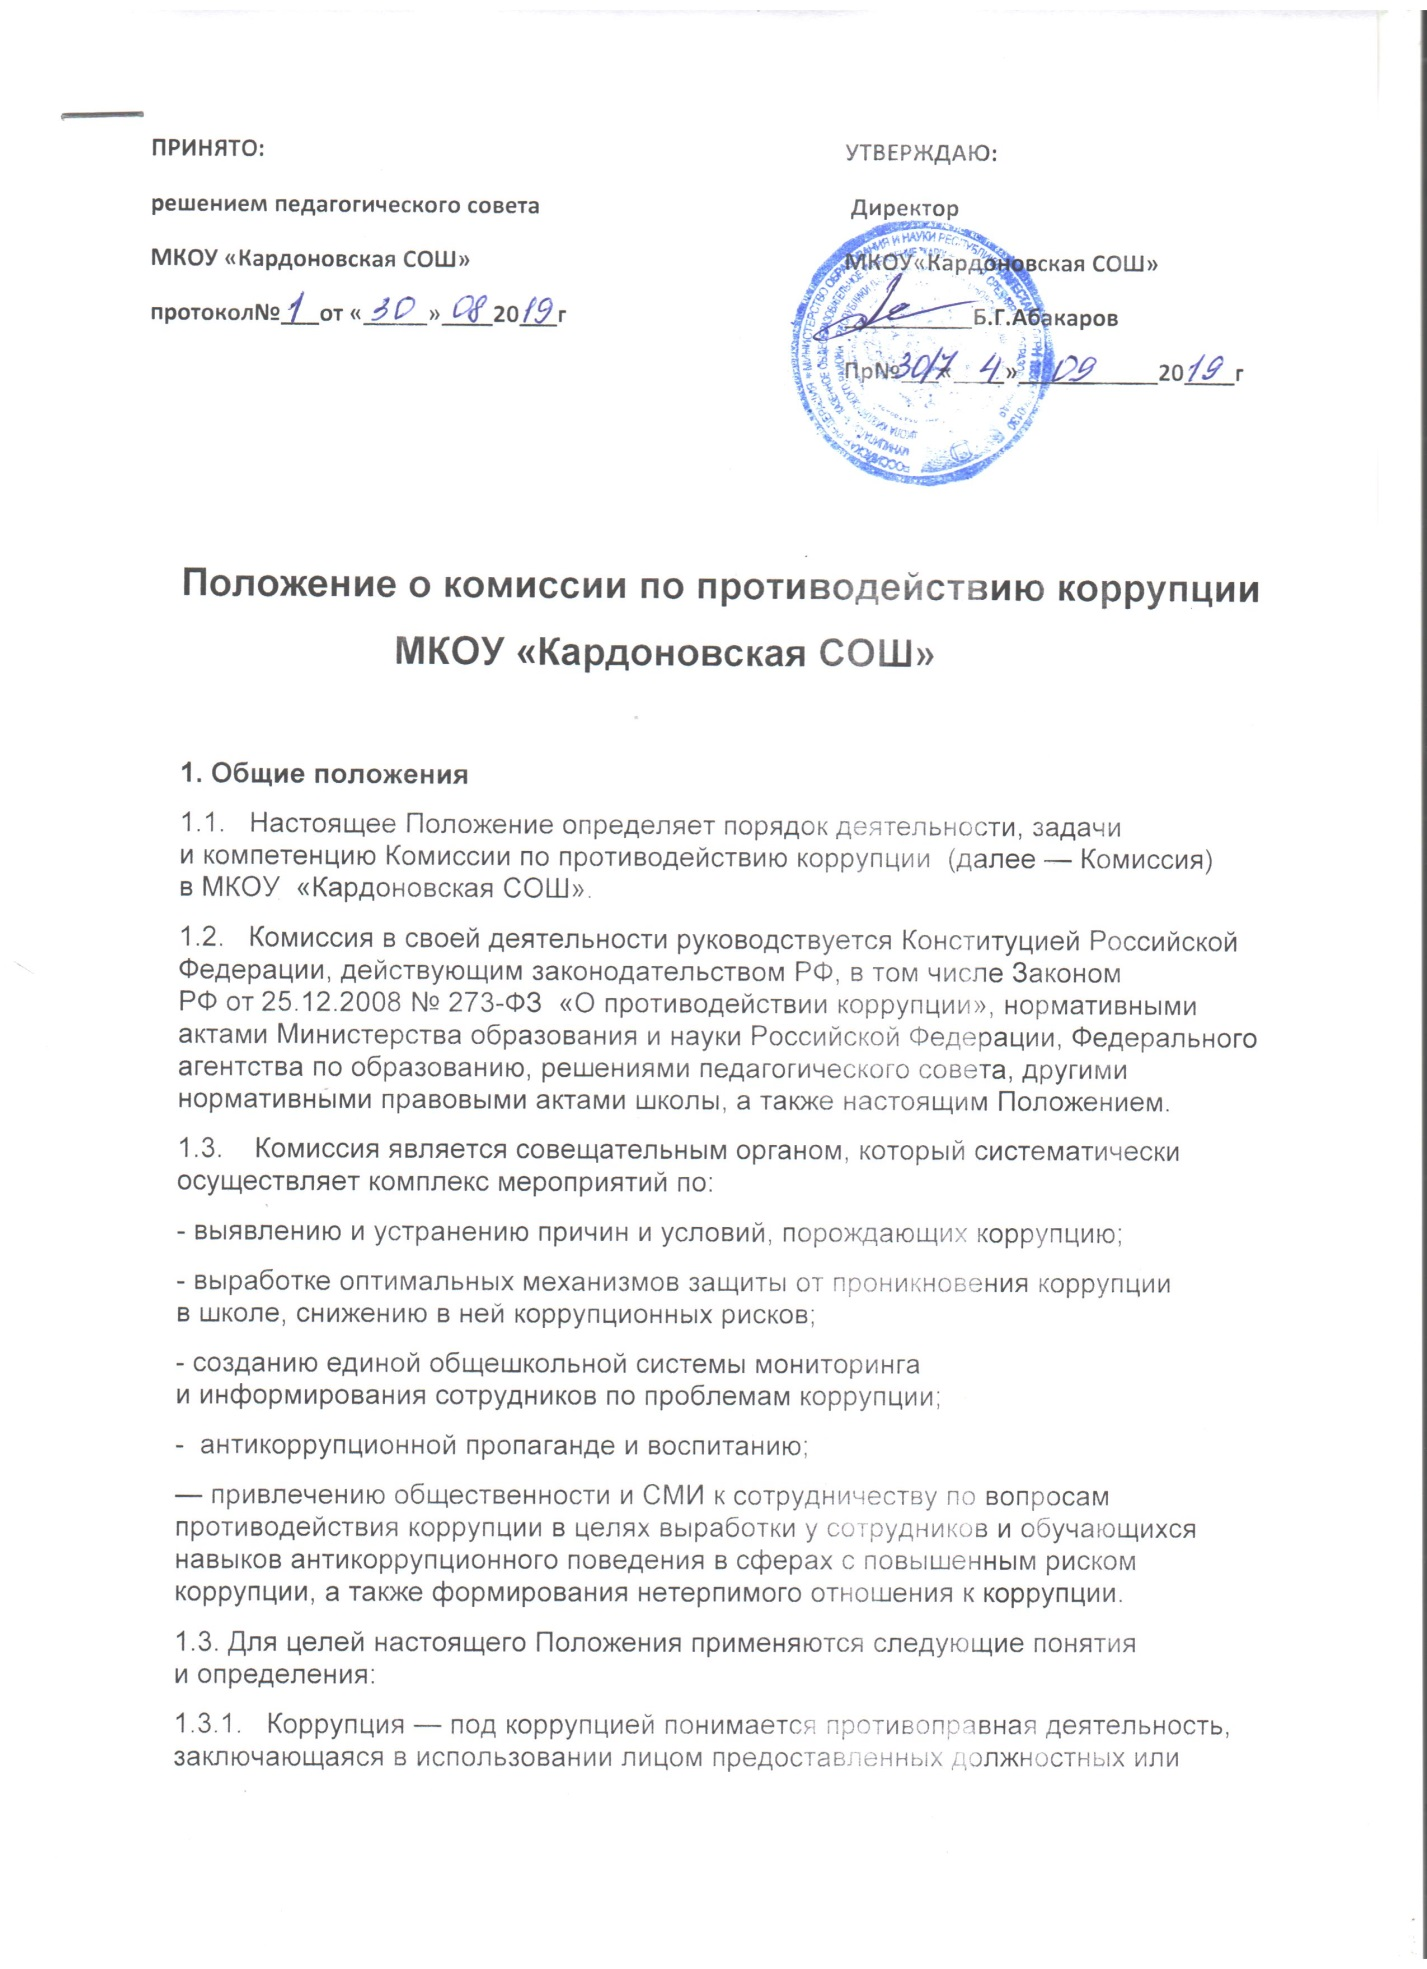 ПРИНЯТО:
решением педагогического совета
МКОУ «Кардоновская СОШ»
протокол№ 1 от « 30 » 08 2019 г
УТВЕРЖДАЮ:
Директор
МКОУ«Кардоновская СОШ»
Б.Г.Абакаров
Пр№ 30/7 « 4 » 09 2019 г
Положение о комиссии по противодействию коррупции
МКОУ «Кардоновская СОШ»
1. Общие положения
1.1. Настоящее Положение определяет порядок деятельности, задачи
и компетенцию Комиссии по противодействию коррупции (далее — Комиссия)
в МКОУ «Кардоновская СОШ».
1.2. Комиссия в своей деятельности руководствуется Конституцией Российской
Федерации, действующим законодательством РФ, в том числе Законом
РФ от 25.12.2008 № 273-ФЗ «О противодействии коррупции», нормативными
актами Министерства образования и науки Российской Федерации, Федерального
агентства по образованию, решениями педагогического совета, другими
нормативными правовыми актами школы, а также настоящим Положением.
1.3. Комиссия является совещательным органом, который систематически
осуществляет комплекс мероприятий по:
- выявлению и устранению причин и условий, порождающих коррупцию;
- выработке оптимальных механизмов защиты от проникновения коррупции
в школе, снижению в ней коррупционных рисков;
- созданию единой общешкольной системы мониторинга
и информирования сотрудников по проблемам коррупции;
- антикоррупционной пропаганде и воспитанию;
— привлечению общественности и СМИ к сотрудничеству по вопросам
противодействия коррупции в целях выработки у сотрудников и обучающихся
навыков антикоррупционного поведения в сферах с повышенным риском
коррупции, а также формирования нетерпимого отношения к коррупции.
1.3. Для целей настоящего Положения применяются следующие понятия
и определения:
1.3.1. Коррупция — под коррупцией понимается противоправная деятельность,
заключающаяся в использовании лицом предоставленных должностных или